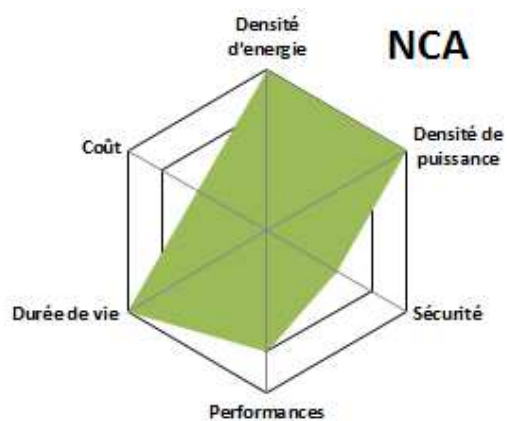 Densité
d'energie
NCA
Densité de
puissance
Coût
Durée de vie
Sécurité
Performances